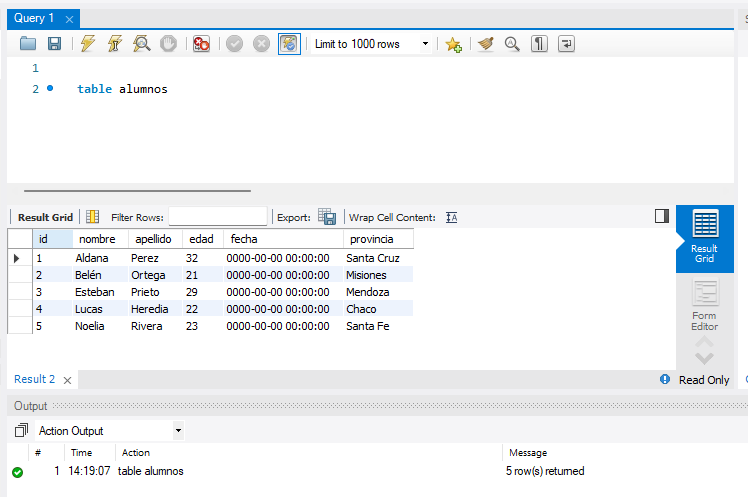 Query 1
Limit to 1000 rows
1
2 table alumnos
Result Grid Filter Rows: Export: Wrap Cell Content:
id nombre apellido edad fecha provincia
1 Aldana Perez 32 0000-00-00 00:00:00 Santa Cruz
2 Belén Ortega 21 0000-00-00 00:00:00 Misiones
3 Esteban Prieto 29 0000-00-00 00:00:00 Mendoza
4 Lucas Heredia 22 0000-00-00 00:00:00 Chaco
5 Noelia Rivera 23 0000-00-00 00:00:00 Santa Fe
Result
Grid
Form
Editor
Result 2 Read Only
Output
Action Output
# Time Action Message
1 14:19:07 table alumnos 5 row(s) returned